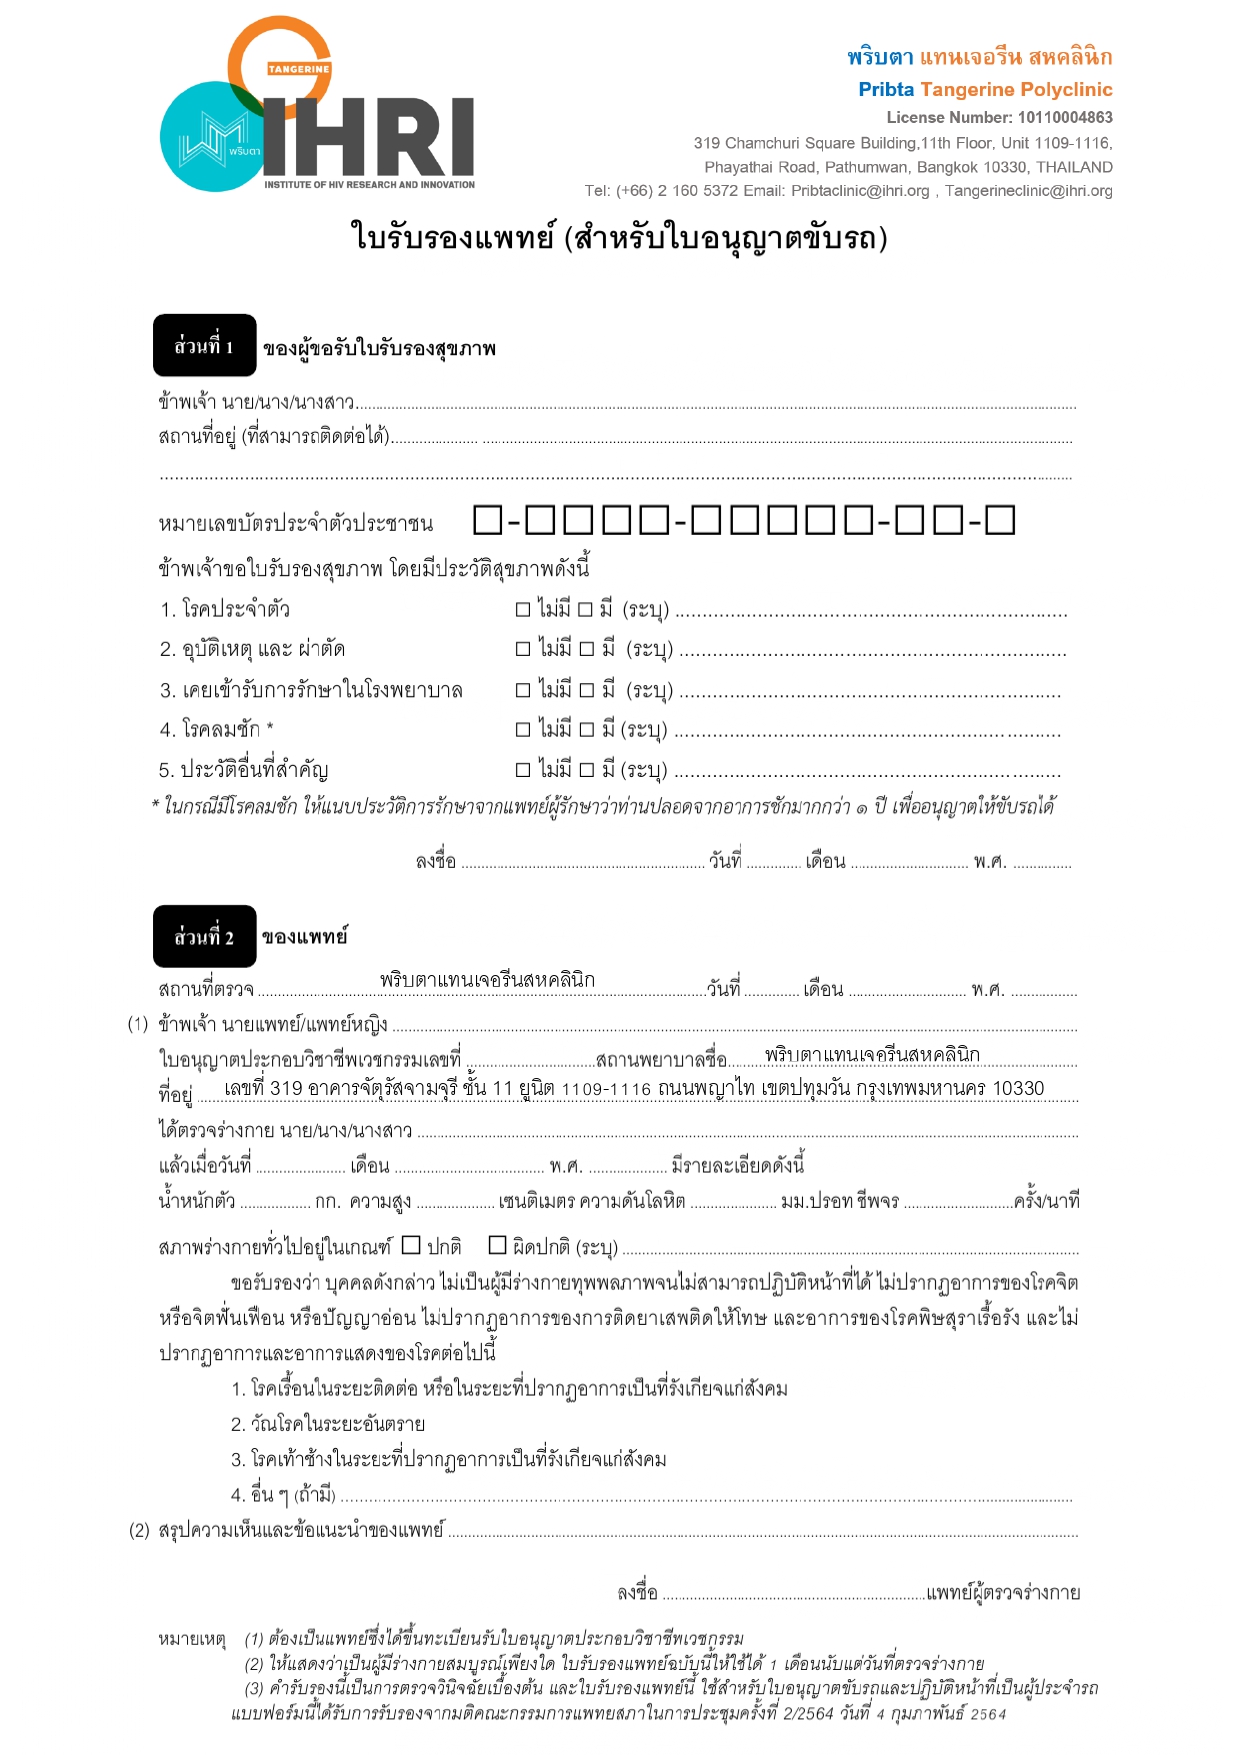 TANGERINE
พริบตา
IHRI
INSTITUTE OF HIV RESEARCH AND INNOVATION
พริบตา แทนเจอรีน สหคลินิก
Pribta Tangerine Polyclinic
License Number: 10110004863
319 Chamchuri Square Building,11th Floor, Unit 1109-1116,
Phayathai Road, Pathumwan, Bangkok 10330, THAILAND
Tel: (+66) 2 160 5372 Email: Pribtaclinic@ihri.org , Tangerineclinic@ihri.org
ใบรับรองแพทย์ (สำหรับใบอนุญาตขับรถ)
ส่วนที่ 1 ของผู้ขอรับใบรับรองสุขภาพ
ข้าพเจ้า นาย/นาง/นางสาว..........
สถานที่อยู่ (ที่สามารถติดต่อได้)..........
..........
หมายเลขบัตรประจำตัวประชาชน ☐-☐☐☐☐-☐☐☐☐☐-☐☐-☐
ข้าพเจ้าขอใบรับรองสุขภาพ โดยมีประวัติสุขภาพดังนี้
1. โรคประจำตัว ☐ ไม่มี ☐ มี (ระบุ) ..........
2. อุบัติเหตุ และ ผ่าตัด ☐ ไม่มี ☐ มี (ระบุ) ..........
3. เคยเข้ารับการรักษาในโรงพยาบาล ☐ ไม่มี ☐ มี (ระบุ) ..........
4. โรคลมชัก * ☐ ไม่มี ☐ มี (ระบุ) ..........
5. ประวัติอื่นที่สำคัญ ☐ ไม่มี ☐ มี (ระบุ) ..........
* ในกรณีมีโรคลมชัก ให้แนบประวัติการรักษาจากแพทย์ผู้รักษาว่าท่านปลอดจากอาการชักมากกว่า ๑ ปี เพื่ออนุญาตให้ขับรถได้
ลงชื่อ .......... วันที่ .......... เดือน .......... พ.ศ. ..........
ส่วนที่ 2 ของแพทย์
สถานที่ตรวจ .......... พริบตาแทนเจอรีนสหคลินิก .......... วันที่ .......... เดือน .......... พ.ศ. ..........
(1) ข้าพเจ้า นายแพทย์/แพทย์หญิง ..........
ใบอนุญาตประกอบวิชาชีพเวชกรรมเลขที่ .......... สถานพยาบาลชื่อ.......... พริบตาแทนเจอรีนสหคลินิก
ที่อยู่ .......... เลขที่ 319 อาคารจัตุรัสจามจุรี ชั้น 11 ยูนิต 1109-1116 ถนนพญาไท เขตปทุมวัน กรุงเทพมหานคร 10330
ได้ตรวจร่างกาย นาย/นาง/นางสาว ..........
แล้วเมื่อวันที่ .......... เดือน .......... พ.ศ. .......... มีรายละเอียดดังนี้
น้ำหนักตัว .......... กก. ความสูง .......... เซนติเมตร ความดันโลหิต .......... มม.ปรอท ชีพจร ..........ครั้ง/นาที
สภาพร่างกายทั่วไปอยู่ในเกณฑ์ ☐ ปกติ ☐ ผิดปกติ (ระบุ) ..........
ขอรับรองว่า บุคคลดังกล่าว ไม่เป็นผู้มีร่างกายทุพพลภาพจนไม่สามารถปฏิบัติหน้าที่ได้ ไม่ปรากฏอาการของโรคจิต
หรือจิตฟั่นเฟือน หรือปัญญาอ่อน ไม่ปรากฏอาการของการติดยาเสพติดให้โทษ และอาการของโรคพิษสุราเรื้อรัง และไม่
ปรากฏอาการและอาการแสดงของโรคต่อไปนี้
1. โรคเรื้อนในระยะติดต่อ หรือในระยะที่ปรากฏอาการเป็นที่รังเกียจแก่สังคม
2. วัณโรคในระยะอันตราย
3. โรคเท้าช้างในระยะที่ปรากฏอาการเป็นที่รังเกียจแก่สังคม
4. อื่น ๆ (ถ้ามี) ..........
(2) สรุปความเห็นและข้อแนะนำของแพทย์ ..........
ลงชื่อ ..........แพทย์ผู้ตรวจร่างกาย
หมายเหตุ (1) ต้องเป็นแพทย์ซึ่งได้ขึ้นทะเบียนรับใบอนุญาตประกอบวิชาชีพเวชกรรม
(2) ให้แสดงว่าเป็นผู้มีร่างกายสมบูรณ์เพียงใด ใบรับรองแพทย์ฉบับนี้ให้ใช้ได้ 1 เดือนนับแต่วันที่ตรวจร่างกาย
(3) คำรับรองนี้เป็นการตรวจวินิจฉัยเบื้องต้น และใบรับรองแพทย์นี้ ใช้สำหรับใบอนุญาตขับรถและปฏิบัติหน้าที่เป็นผู้ประจำรถ
แบบฟอร์มนี้ได้รับการรับรองจากมติคณะกรรมการแพทยสภาในการประชุมครั้งที่ 2/2564 วันที่ 4 กุมภาพันธ์ 2564